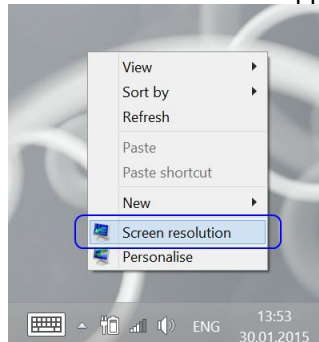 View
Sort by
Refresh
Paste
Paste shortcut
New
Screen resolution
Personalise
ENG
13:53
30.01.2015